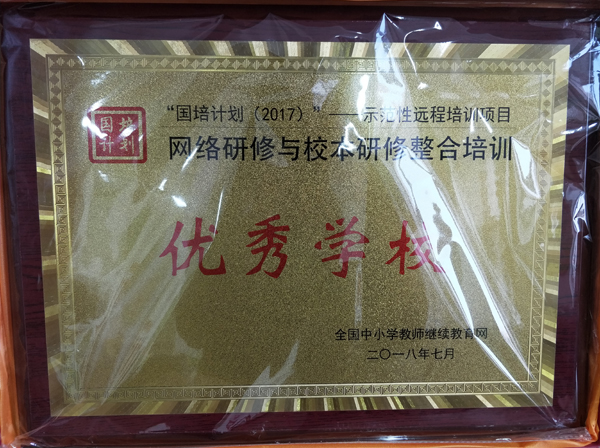 国培
计划
“国培计划（2017）”——示范性远程培训项目
网络研修与校本研修整合培训
优秀学校
全国中小学教师继续教育网
二〇一八年七月